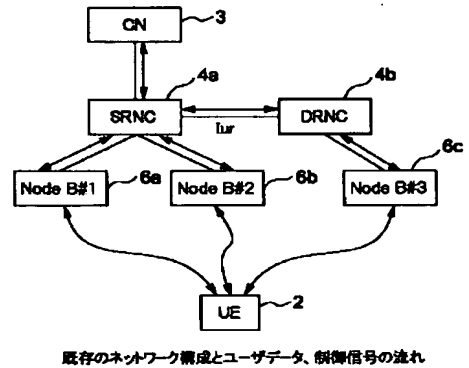 CN 3
4a 4b
SRNC Iur DRNC
6a 6b 6c
Node B#1 Node B#2 Node B#3
UE 2
既存のネットワーク構成とユーザデータ、制御信号の流れ